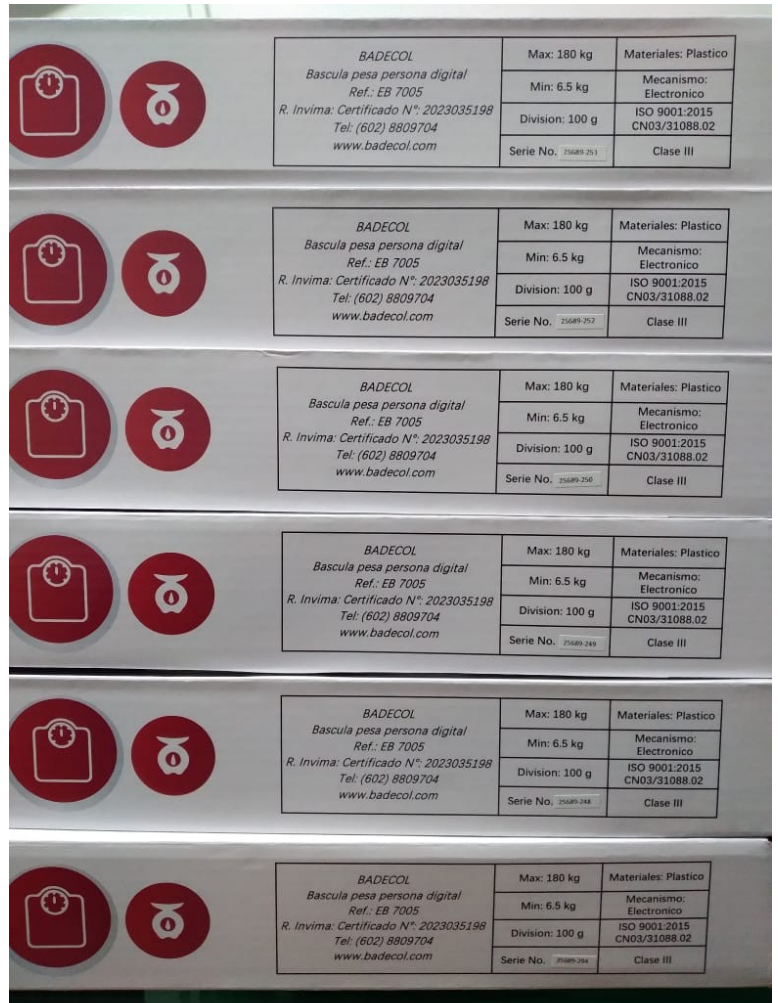 BADECOL
Bascula pesa persona digital
Ref.: EB 7005
R. Invima: Certificado N°: 2023035198
Tel: (602) 8809704
www.badecol.com
Max: 180 kg
Materiales: Plastico
Min: 6.5 kg
Mecanismo:
Electronico
Division: 100 g
ISO 9001:2015
CN03/31088.02
Serie No. 25689-253
Clase III
BADECOL
Bascula pesa persona digital
Ref.: EB 7005
R. Invima: Certificado N°: 2023035198
Tel: (602) 8809704
www.badecol.com
Max: 180 kg
Materiales: Plastico
Min: 6.5 kg
Mecanismo:
Electronico
Division: 100 g
ISO 9001:2015
CN03/31088.02
Serie No. 25689-252
Clase III
BADECOL
Bascula pesa persona digital
Ref.: EB 7005
R. Invima: Certificado N°: 2023035198
Tel: (602) 8809704
www.badecol.com
Max: 180 kg
Materiales: Plastico
Min: 6.5 kg
Mecanismo:
Electronico
Division: 100 g
ISO 9001:2015
CN03/31088.02
Serie No. 25689-250
Clase III
BADECOL
Bascula pesa persona digital
Ref.: EB 7005
R. Invima: Certificado N°: 2023035198
Tel: (602) 8809704
www.badecol.com
Max: 180 kg
Materiales: Plastico
Min: 6.5 kg
Mecanismo:
Electronico
Division: 100 g
ISO 9001:2015
CN03/31088.02
Serie No. 25689-249
Clase III
BADECOL
Bascula pesa persona digital
Ref.: EB 7005
R. Invima: Certificado N°: 2023035198
Tel: (602) 8809704
www.badecol.com
Max: 180 kg
Materiales: Plastico
Min: 6.5 kg
Mecanismo:
Electronico
Division: 100 g
ISO 9001:2015
CN03/31088.02
Serie No. 25689-248
Clase III
BADECOL
Bascula pesa persona digital
Ref.: EB 7005
R. Invima: Certificado N°: 2023035198
Tel: (602) 8809704
www.badecol.com
Max: 180 kg
Materiales: Plastico
Min: 6.5 kg
Mecanismo:
Electronico
Division: 100 g
ISO 9001:2015
CN03/31088.02
Serie No.
Clase III